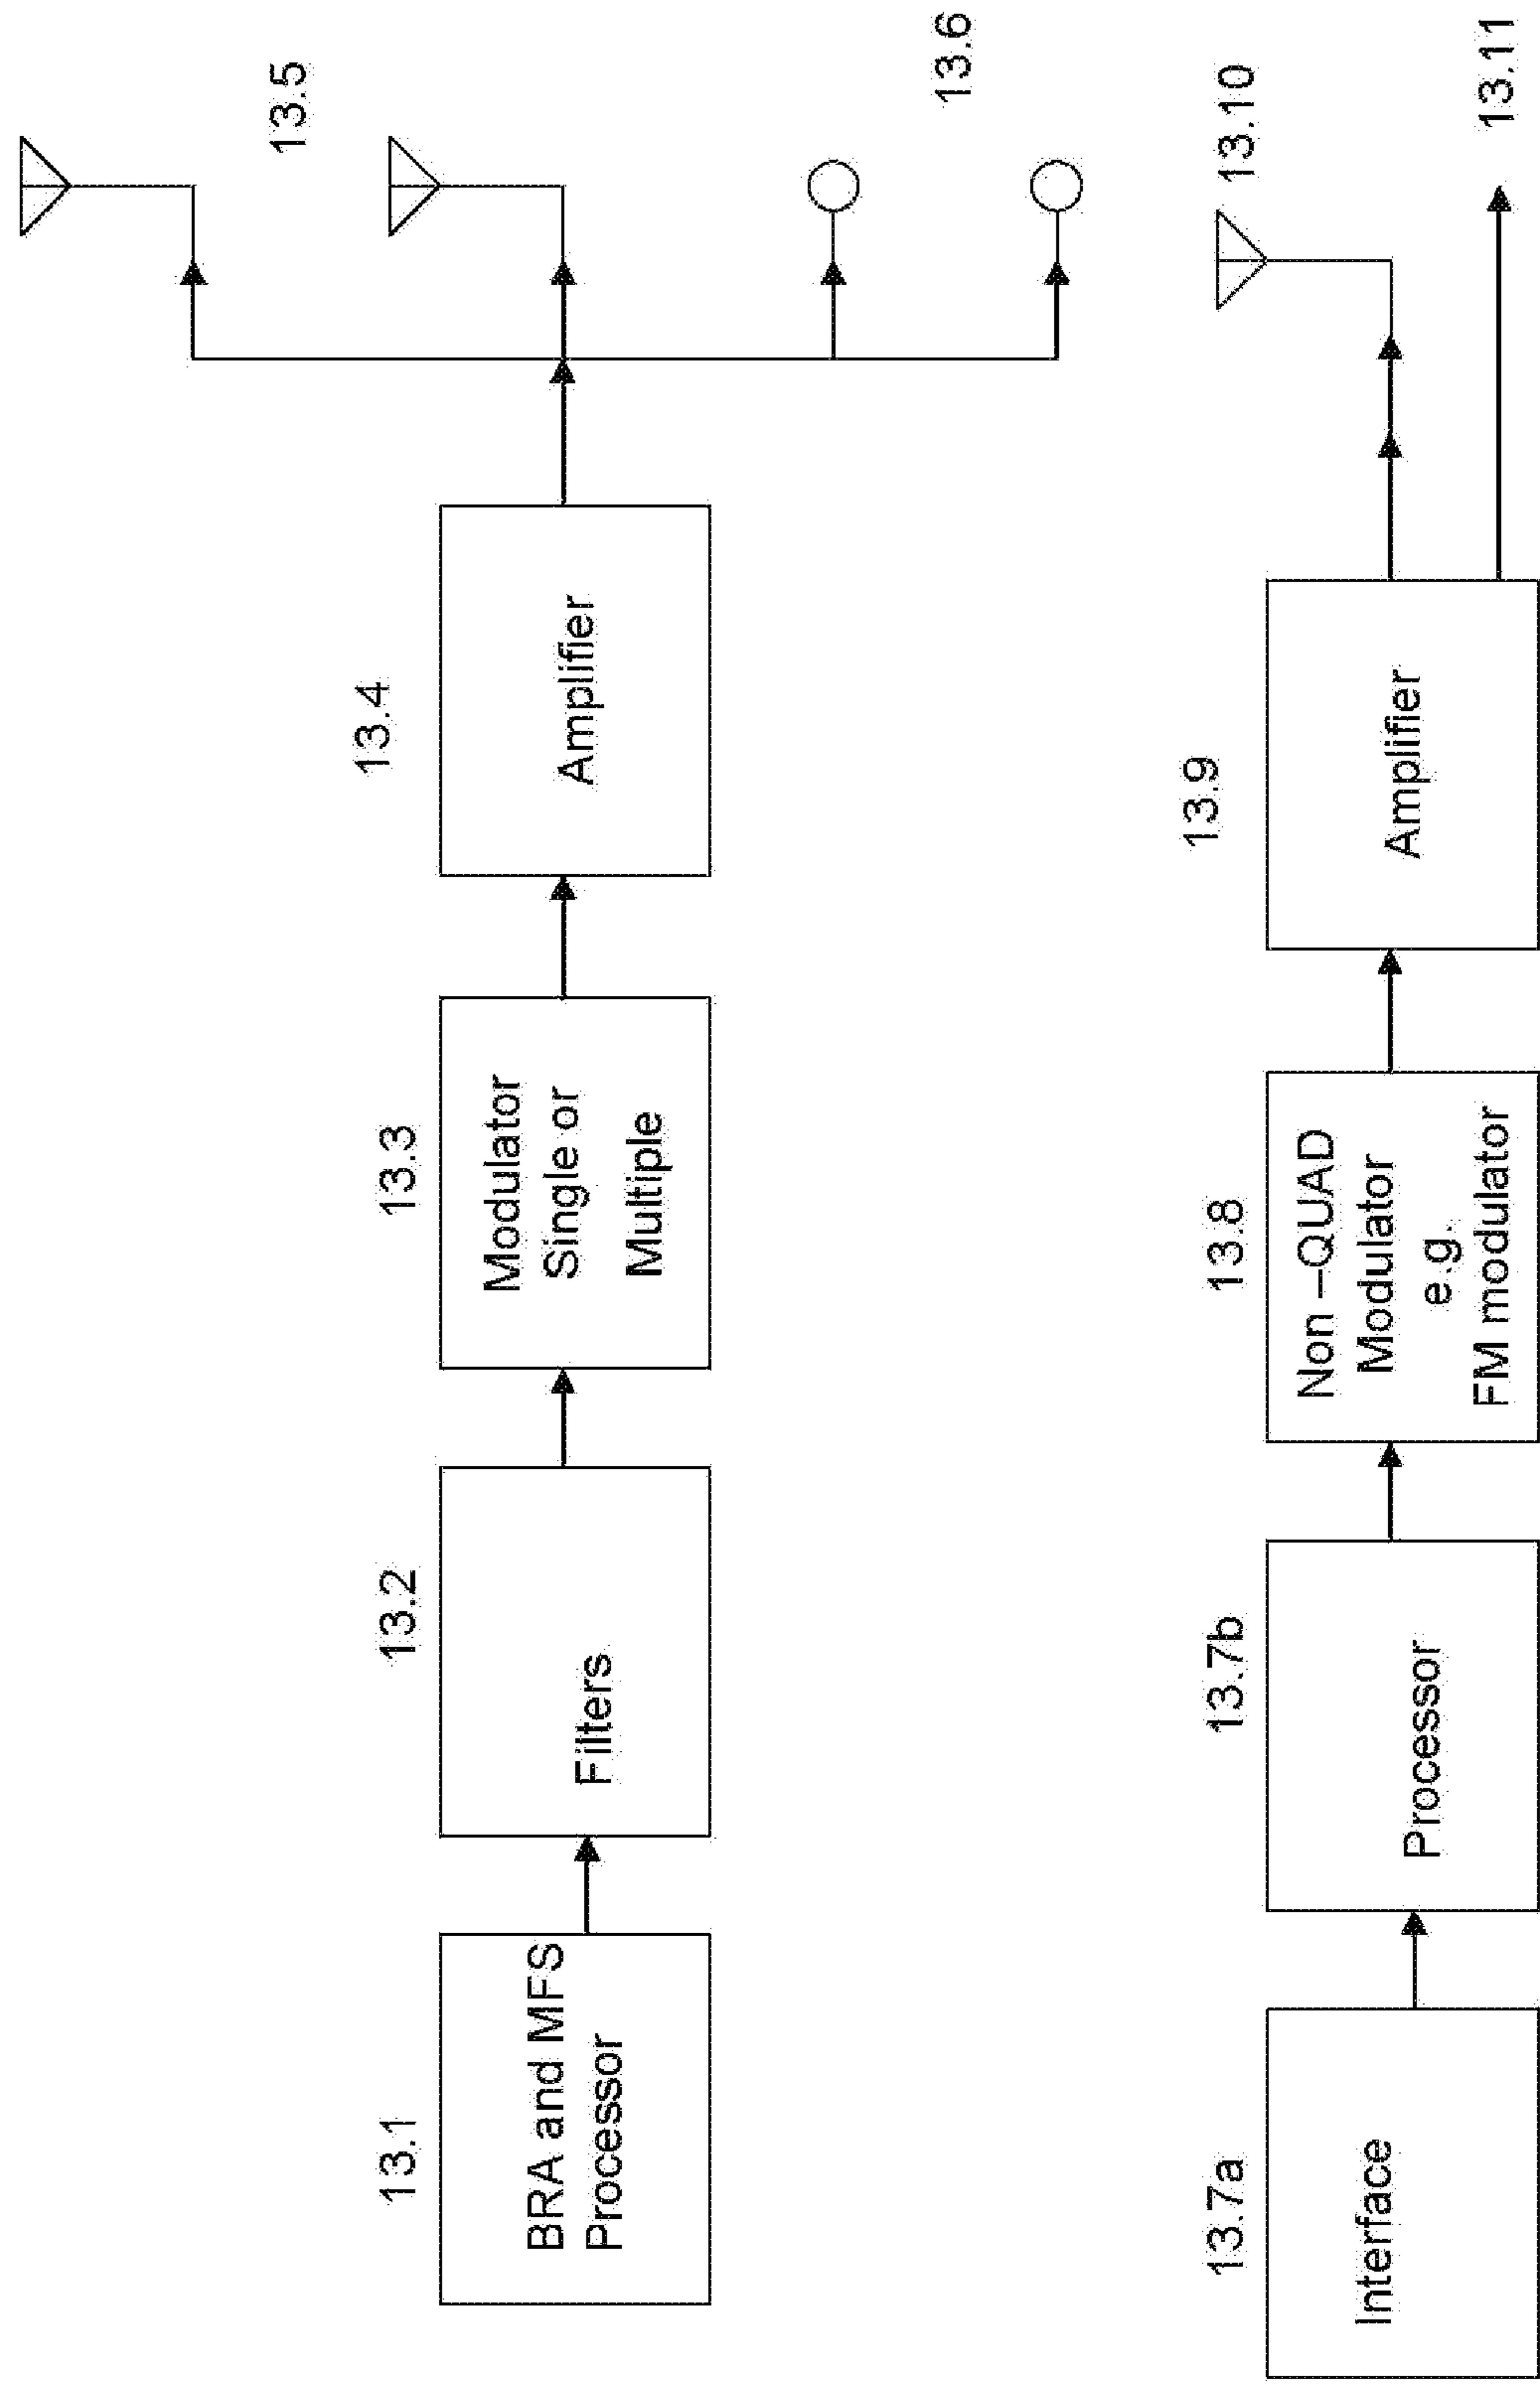 13.5
13.6
13.1
13.2
13.3
13.4
BRA and MFS
Processor
Filters
Modulator
Single or
Multiple
Amplifier
13.7a
13.7b
13.8
13.9
13.10
13.11
Interface
Processor
Non –QUAD
Modulator
e.g.
FM modulator
Amplifier